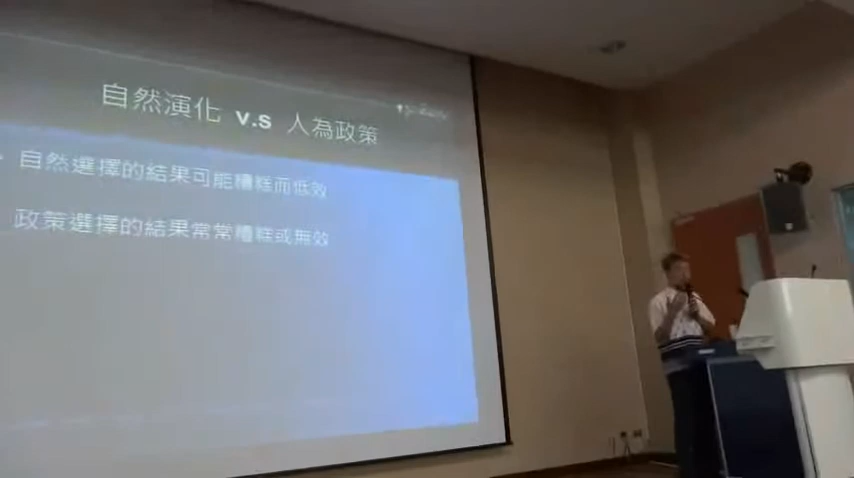 自然演化 v.s 人為政策
自然選擇的結果可能糟糕而低效
政策選擇的結果常常糟糕或無效